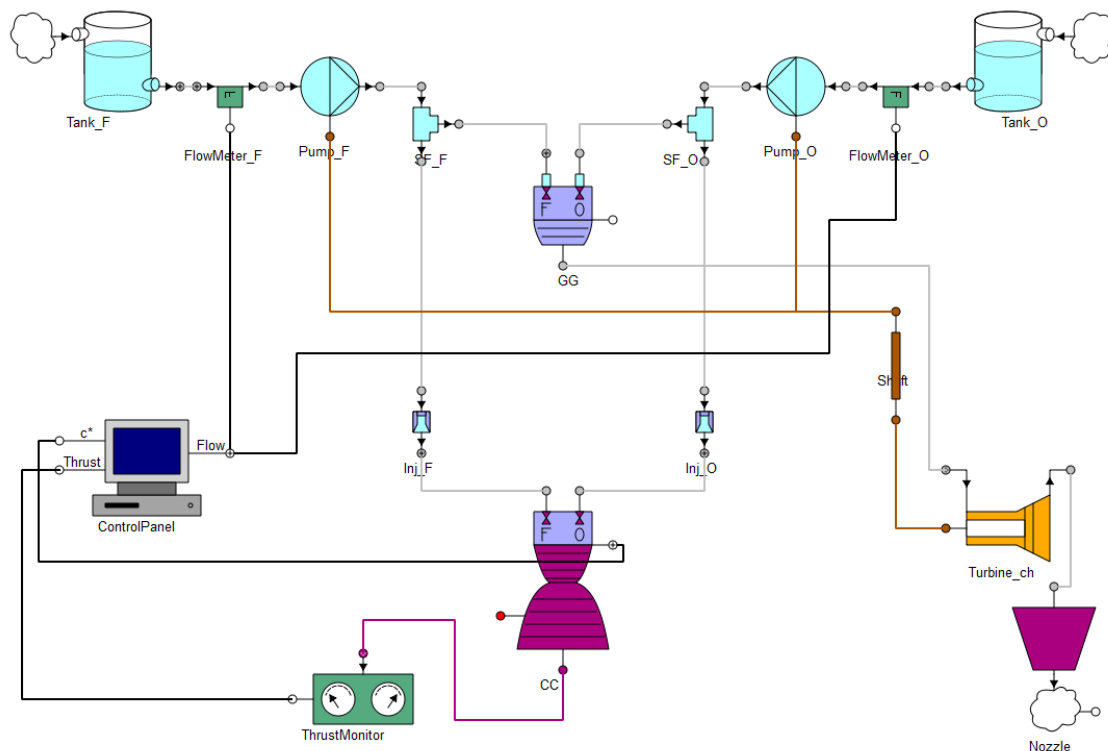 Tank_F
FlowMeter_F
F
Pump_F
SF_F
SF_O
Pump_O
F
FlowMeter_O
Tank_O
F O
GG
Shaft
c*
Flow
Thrust
ControlPanel
Inj_F
Inj_O
F O
Turbine_ch
CC
ThrustMonitor
Nozzle